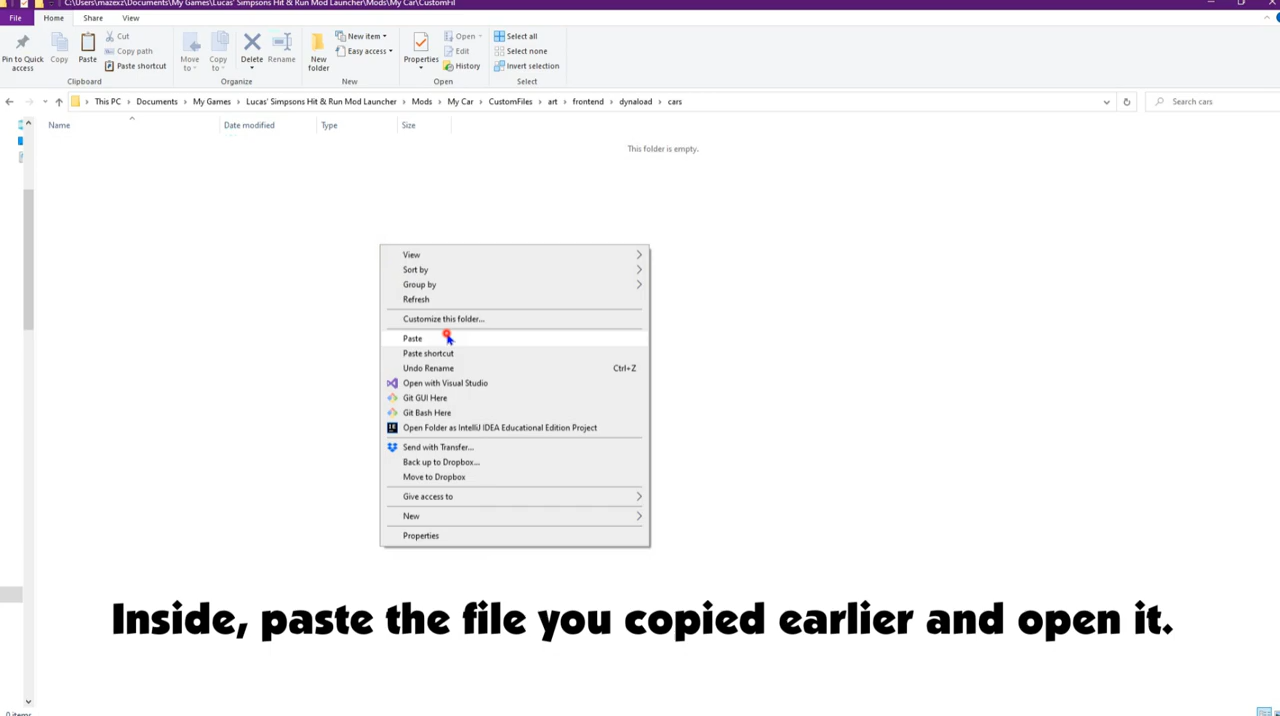 C:\Users\mazexz\Documents\My Games\Lucas' Simpsons Hit & Run Mod Launcher\Mods\My Car\CustomFil
File Home Share View
Pin to Quick access
Copy
Paste
Cut
Copy path
Paste shortcut
Clipboard
Move to
Copy to
Delete
Rename
Organize
New folder
New item
Easy access
New
Properties
Open
Edit
History
Open
Select all
Select none
Invert selection
Select
This PC > Documents > My Games > Lucas' Simpsons Hit & Run Mod Launcher > Mods > My Car > CustomFiles > art > frontend > dynaload > cars
Search cars
Name Date modified Type Size
This folder is empty.
View
Sort by
Group by
Refresh
Customize this folder...
Paste
Paste shortcut
Undo Rename Ctrl+Z
Open with Visual Studio
Git GUI Here
Git Bash Here
Open Folder as IntelliJ IDEA Educational Edition Project
Send with Transfer...
Back up to Dropbox...
Move to Dropbox
Give access to
New
Properties
Inside, paste the file you copied earlier and open it.
0 items